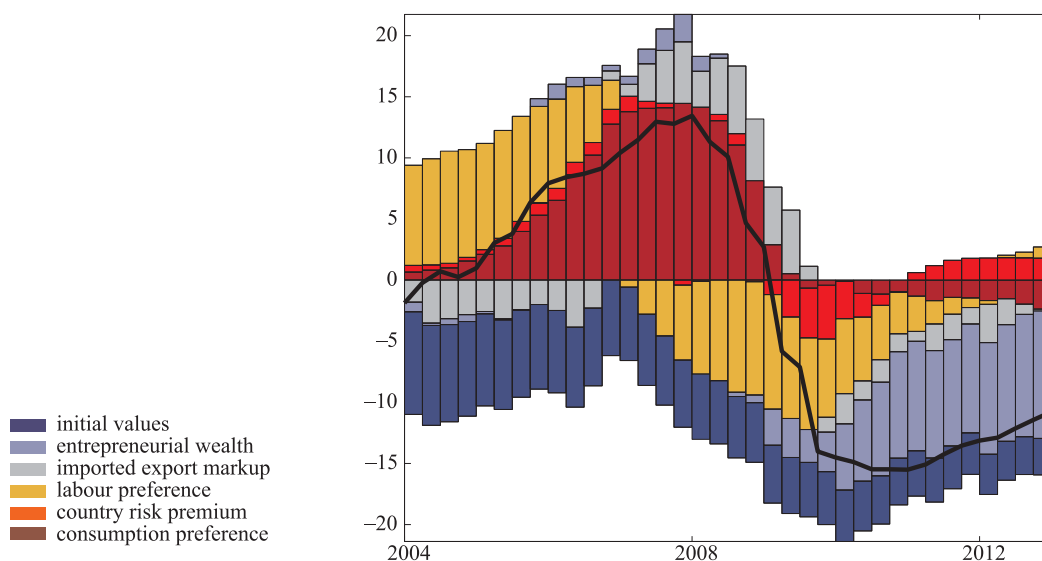 20
15
10
5
0
−5
−10
−15
−20
2004
2008
2012
initial values
entrepreneurial wealth
imported export markup
labour preference
country risk premium
consumption preference